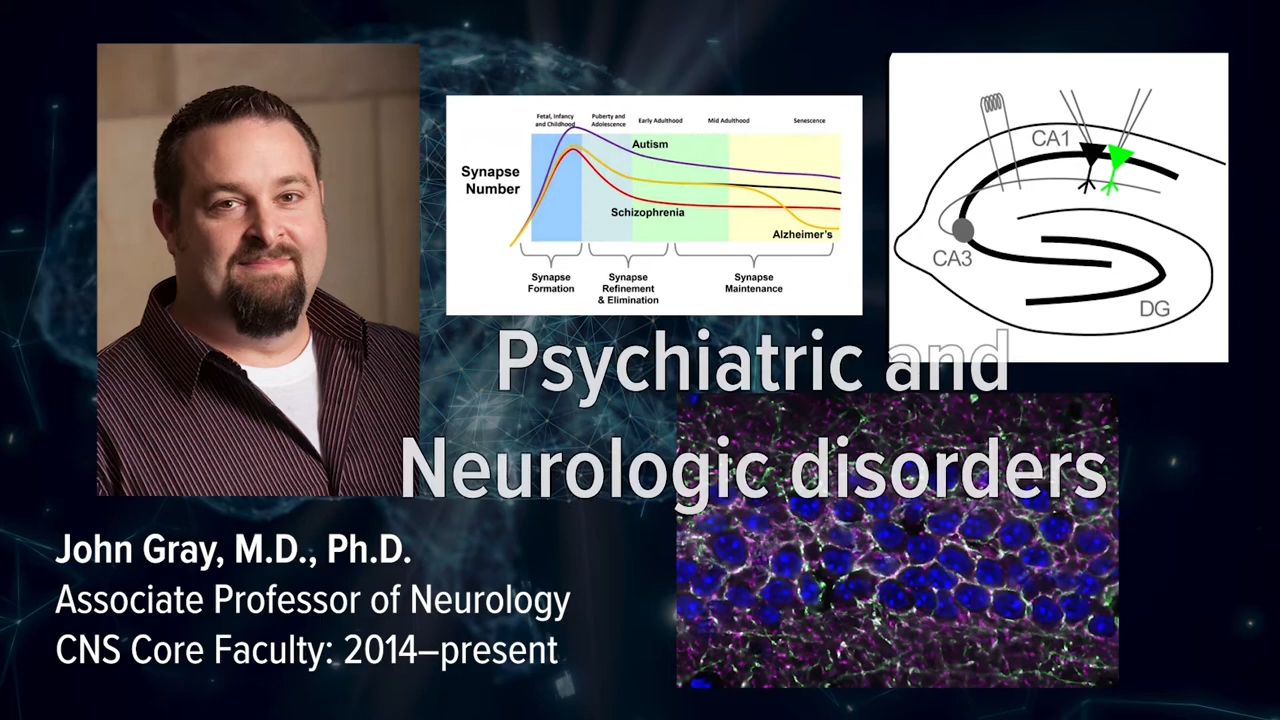 Fetal, Infancy
and Childhood
Puberty and
Adolescence
Early Adulthood
Mid Adulthood
Senescence
Synapse
Number
Autism
Schizophrenia
Alzheimer's
Synapse
Formation
Synapse
Refinement
& Elimination
Synapse
Maintenance
CA1
CA3
DG
Psychiatric and
Neurologic disorders
John Gray, M.D., Ph.D.
Associate Professor of Neurology
CNS Core Faculty: 2014–present